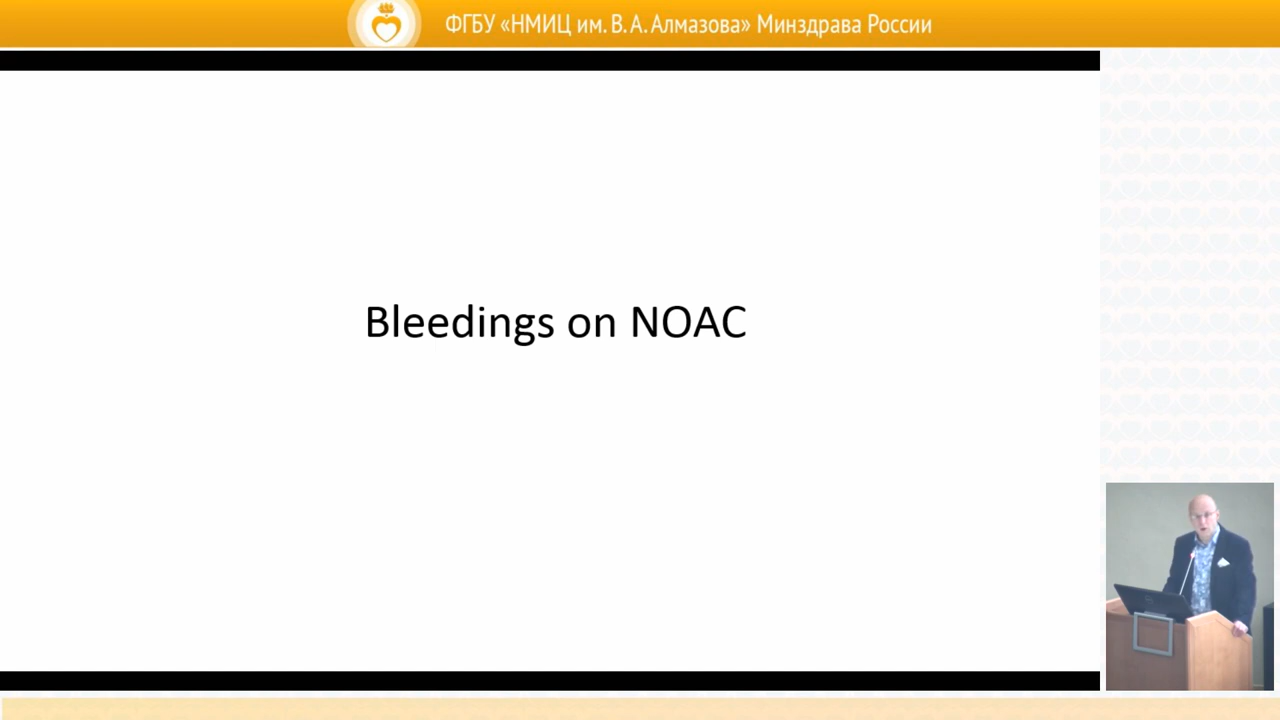 ФГБУ «НМИЦ им. В. А. Алмазова» Минздрава России
Bleedings on NOAC